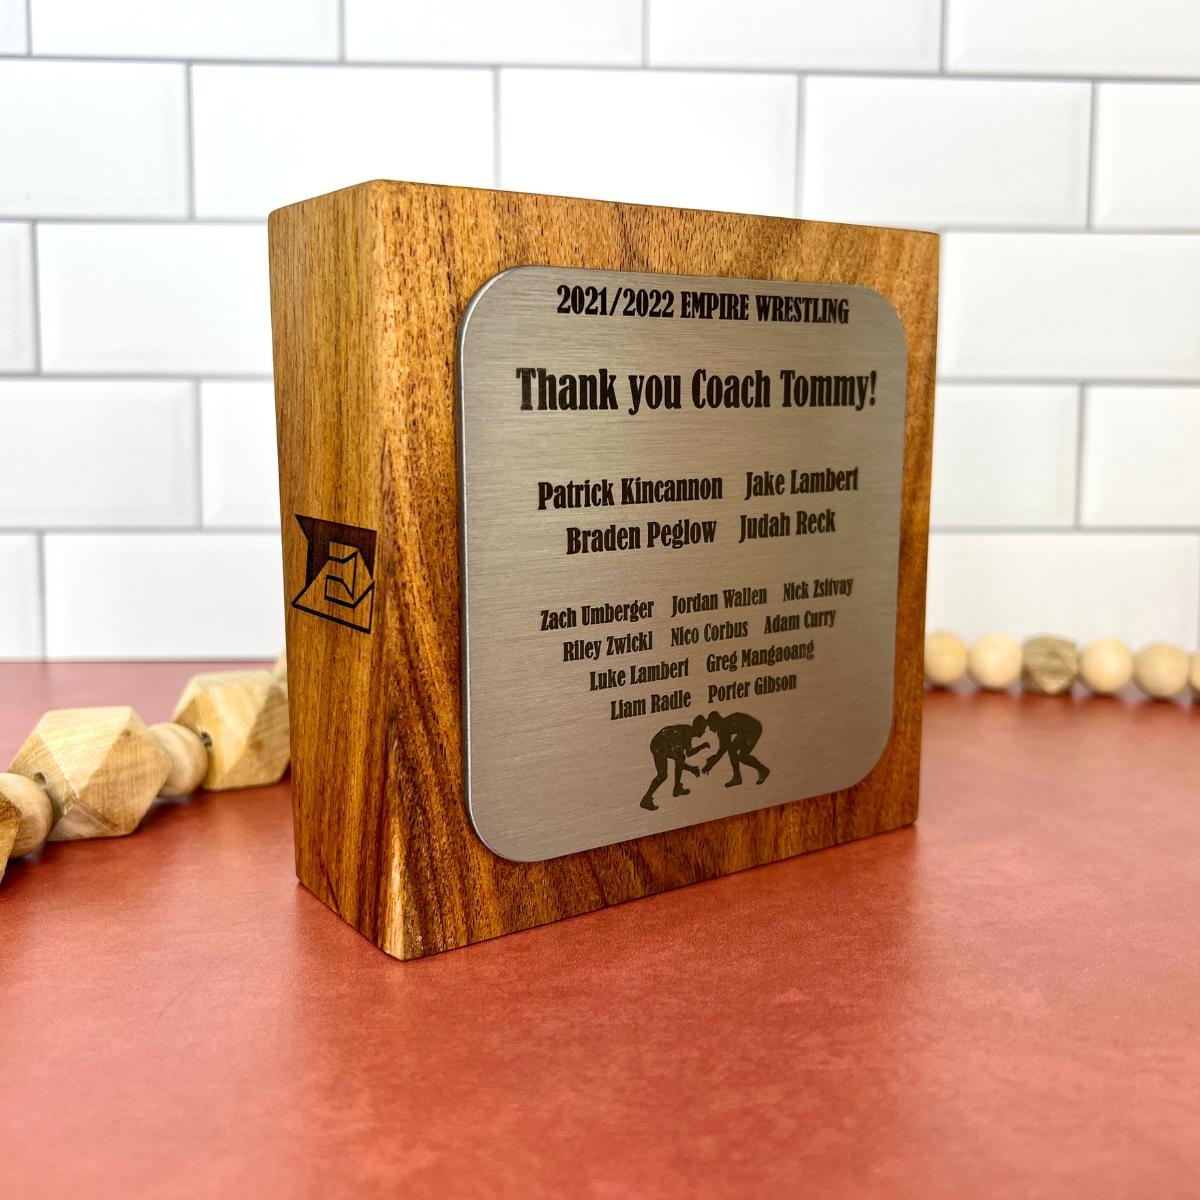 2021/2022 EMPIRE WRESTLING
Thank you Coach Tommy!
Patrick Kincannon Jake Lambert
Braden Peglow Judah Reck
Zach Umberger Jordan Wallen Nick Zsitvay
Riley Zwickl Nico Corbus Adam Curry
Luke Lambert Greg Mangaoang
Liam Radle Porter Gibson